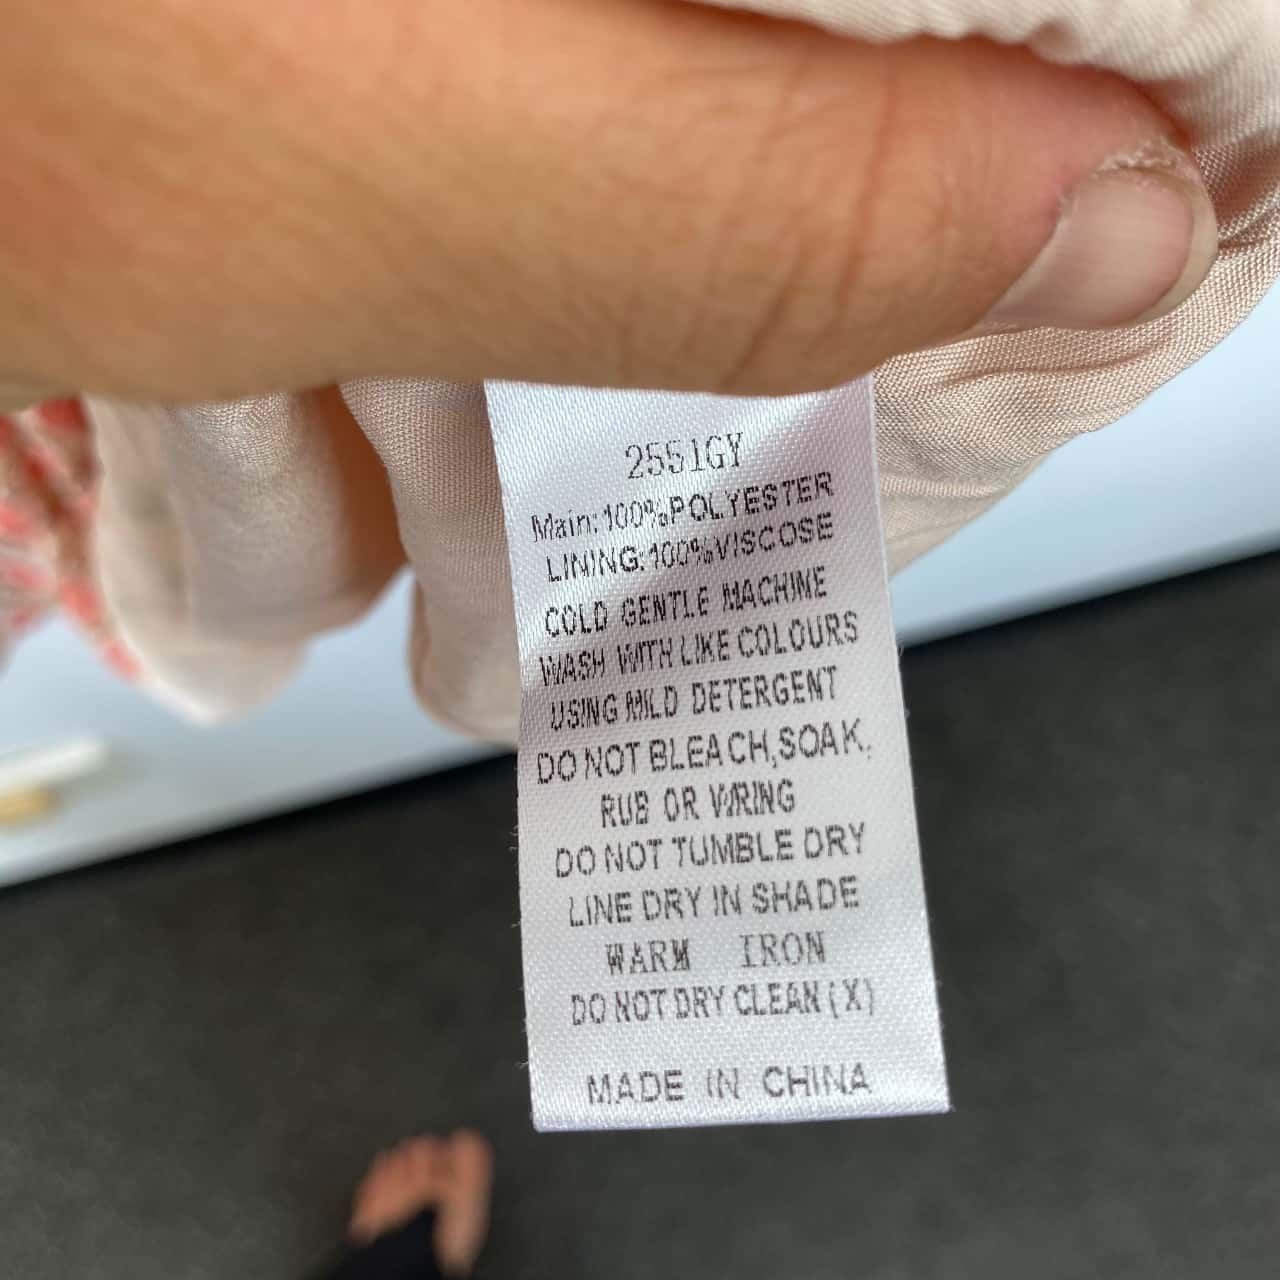 2551GY
Main:100%POLYESTER
LINING:100%VISCOSE
COLD GENTLE MACHINE
WASH WITH LIKE COLOURS
USING MILD DETERGENT
DO NOT BLEACH,SOAK,
RUB OR WRING
DO NOT TUMBLE DRY
LINE DRY IN SHADE
WARM IRON
DO NOT DRY CLEAN(X)
MADE IN CHINA